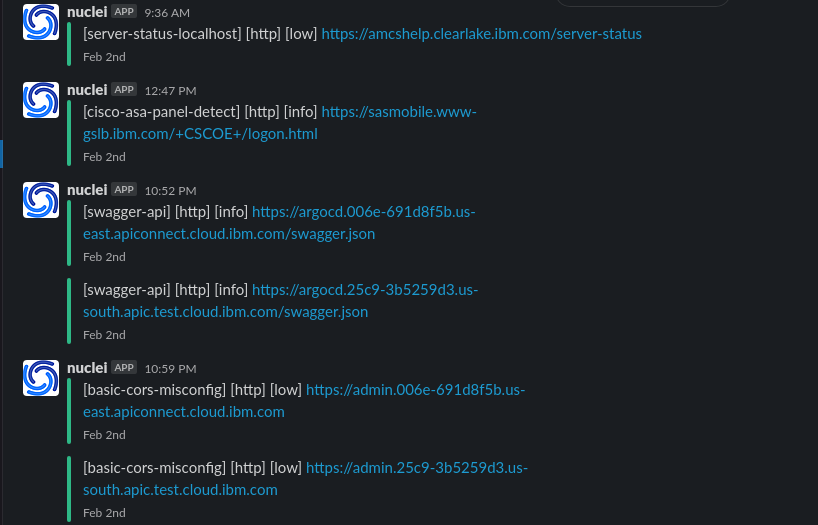 nuclei APP 9:36 AM
[server-status-localhost] [http] [low] https://amcshelp.clearlake.ibm.com/server-status
Feb 2nd
nuclei APP 12:47 PM
[cisco-asa-panel-detect] [http] [info] https://sasmobile.www-
gslb.ibm.com/+CSCOE+/logon.html
Feb 2nd
nuclei APP 10:52 PM
[swagger-api] [http] [info] https://argocd.006e-691d8f5b.us-
east.apiconnect.cloud.ibm.com/swagger.json
Feb 2nd
[swagger-api] [http] [info] https://argocd.25c9-3b5259d3.us-
south.apic.test.cloud.ibm.com/swagger.json
Feb 2nd
nuclei APP 10:59 PM
[basic-cors-misconfig] [http] [low] https://admin.006e-691d8f5b.us-
east.apiconnect.cloud.ibm.com
Feb 2nd
[basic-cors-misconfig] [http] [low] https://admin.25c9-3b5259d3.us-
south.apic.test.cloud.ibm.com
Feb 2nd